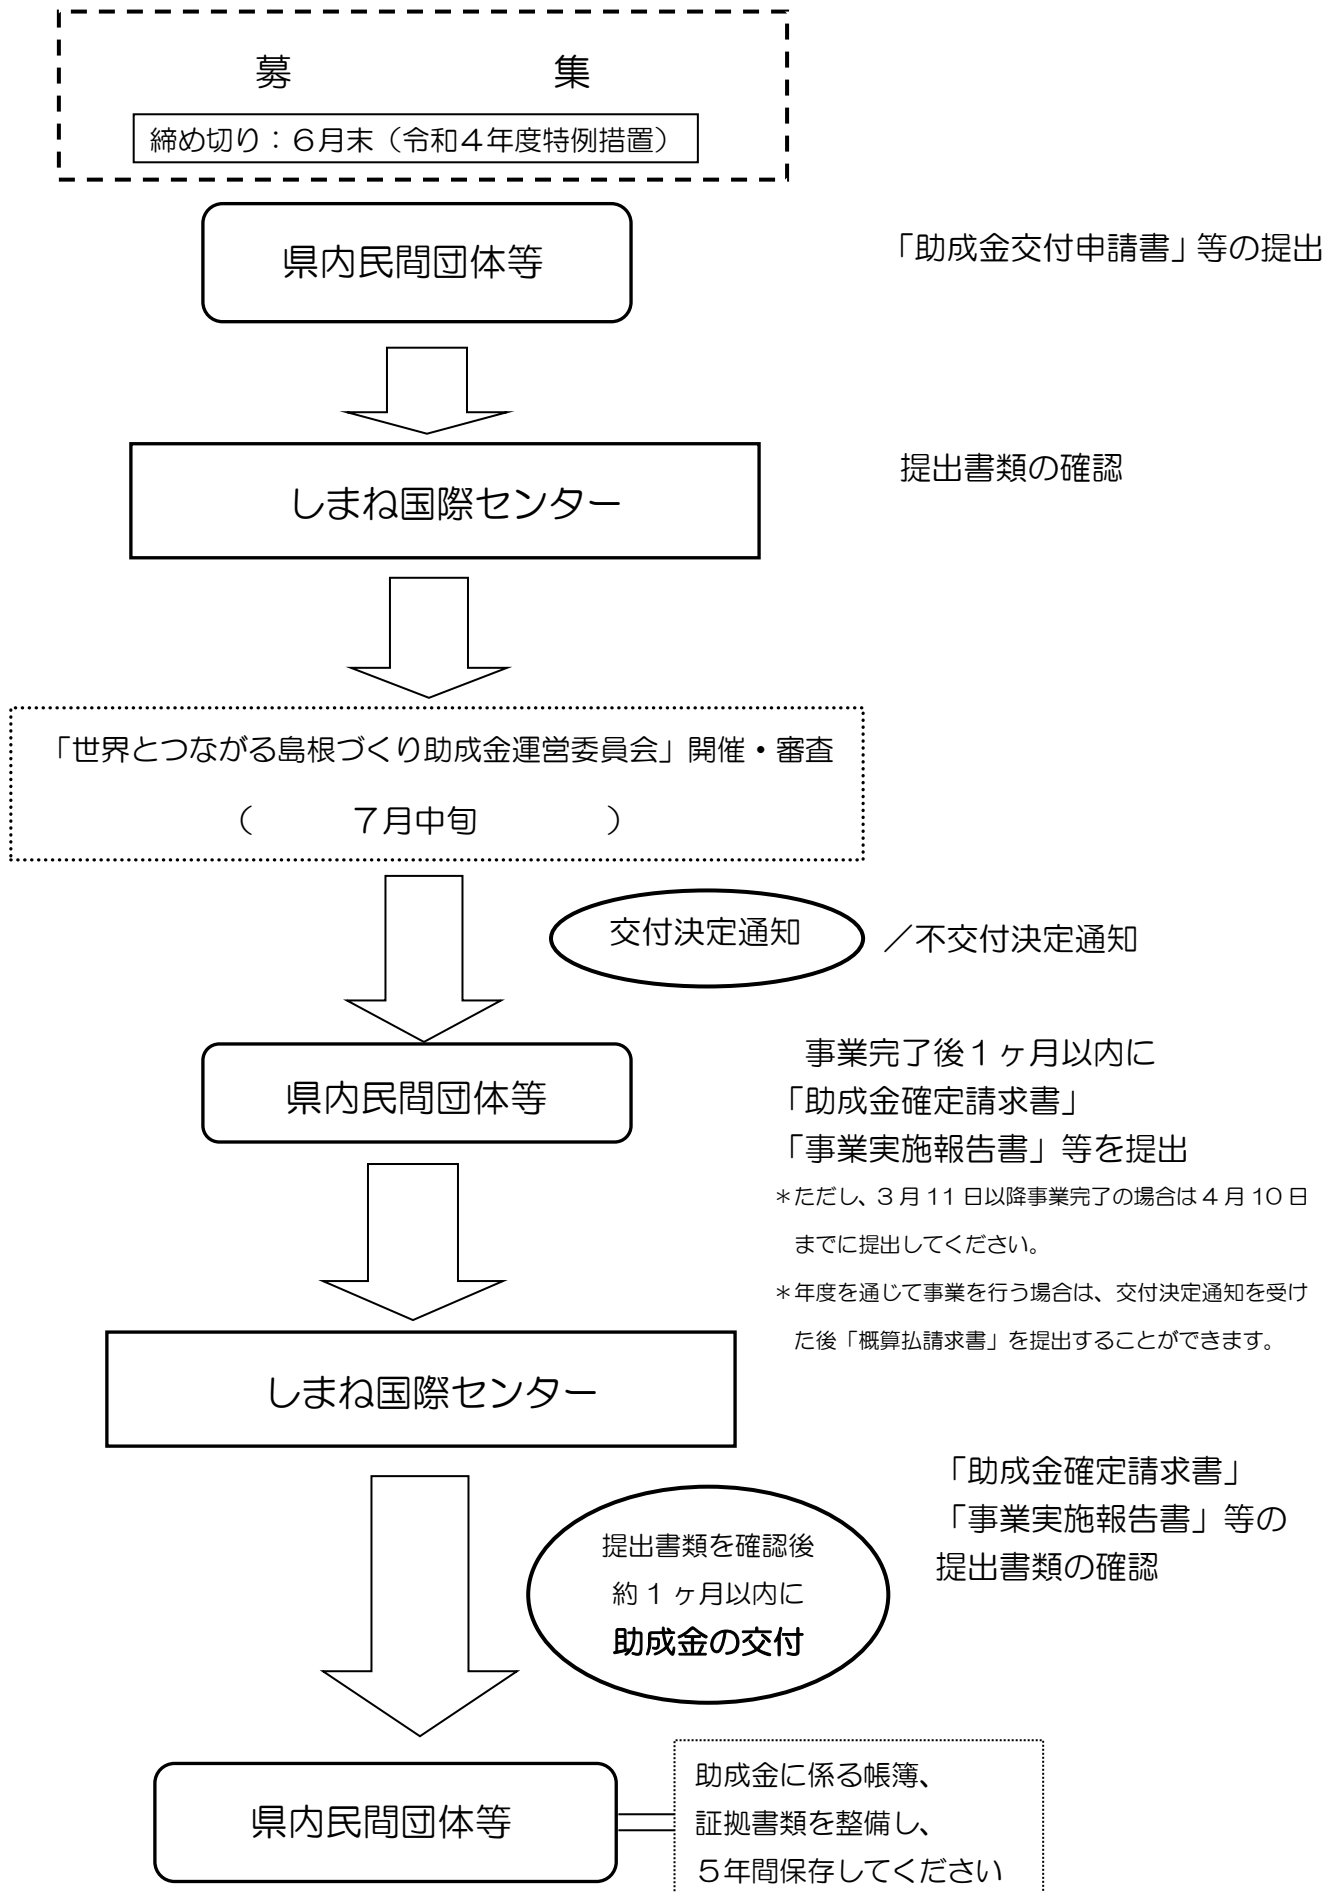 募　　　　　　　集
締め切り：６月末（令和４年度特例措置）
県内民間団体等
「助成金交付申請書」等の提出
しまね国際センター
提出書類の確認
「世界とつながる島根づくり助成金運営委員会」開催・審査
（　　　７月中旬　　　　）
交付決定通知
／不交付決定通知
県内民間団体等
事業完了後１ヶ月以内に
「助成金確定請求書」
「事業実施報告書」等を提出
＊ただし、３月 11 日以降事業完了の場合は４月 10 日
までに提出してください。
＊年度を通じて事業を行う場合は、交付決定通知を受け
た後「概算払請求書」を提出することができます。
しまね国際センター
「助成金確定請求書」
「事業実施報告書」等の
提出書類の確認
提出書類を確認後
約１ヶ月以内に
助成金の交付
県内民間団体等
助成金に係る帳簿、
証拠書類を整備し、
５年間保存してください